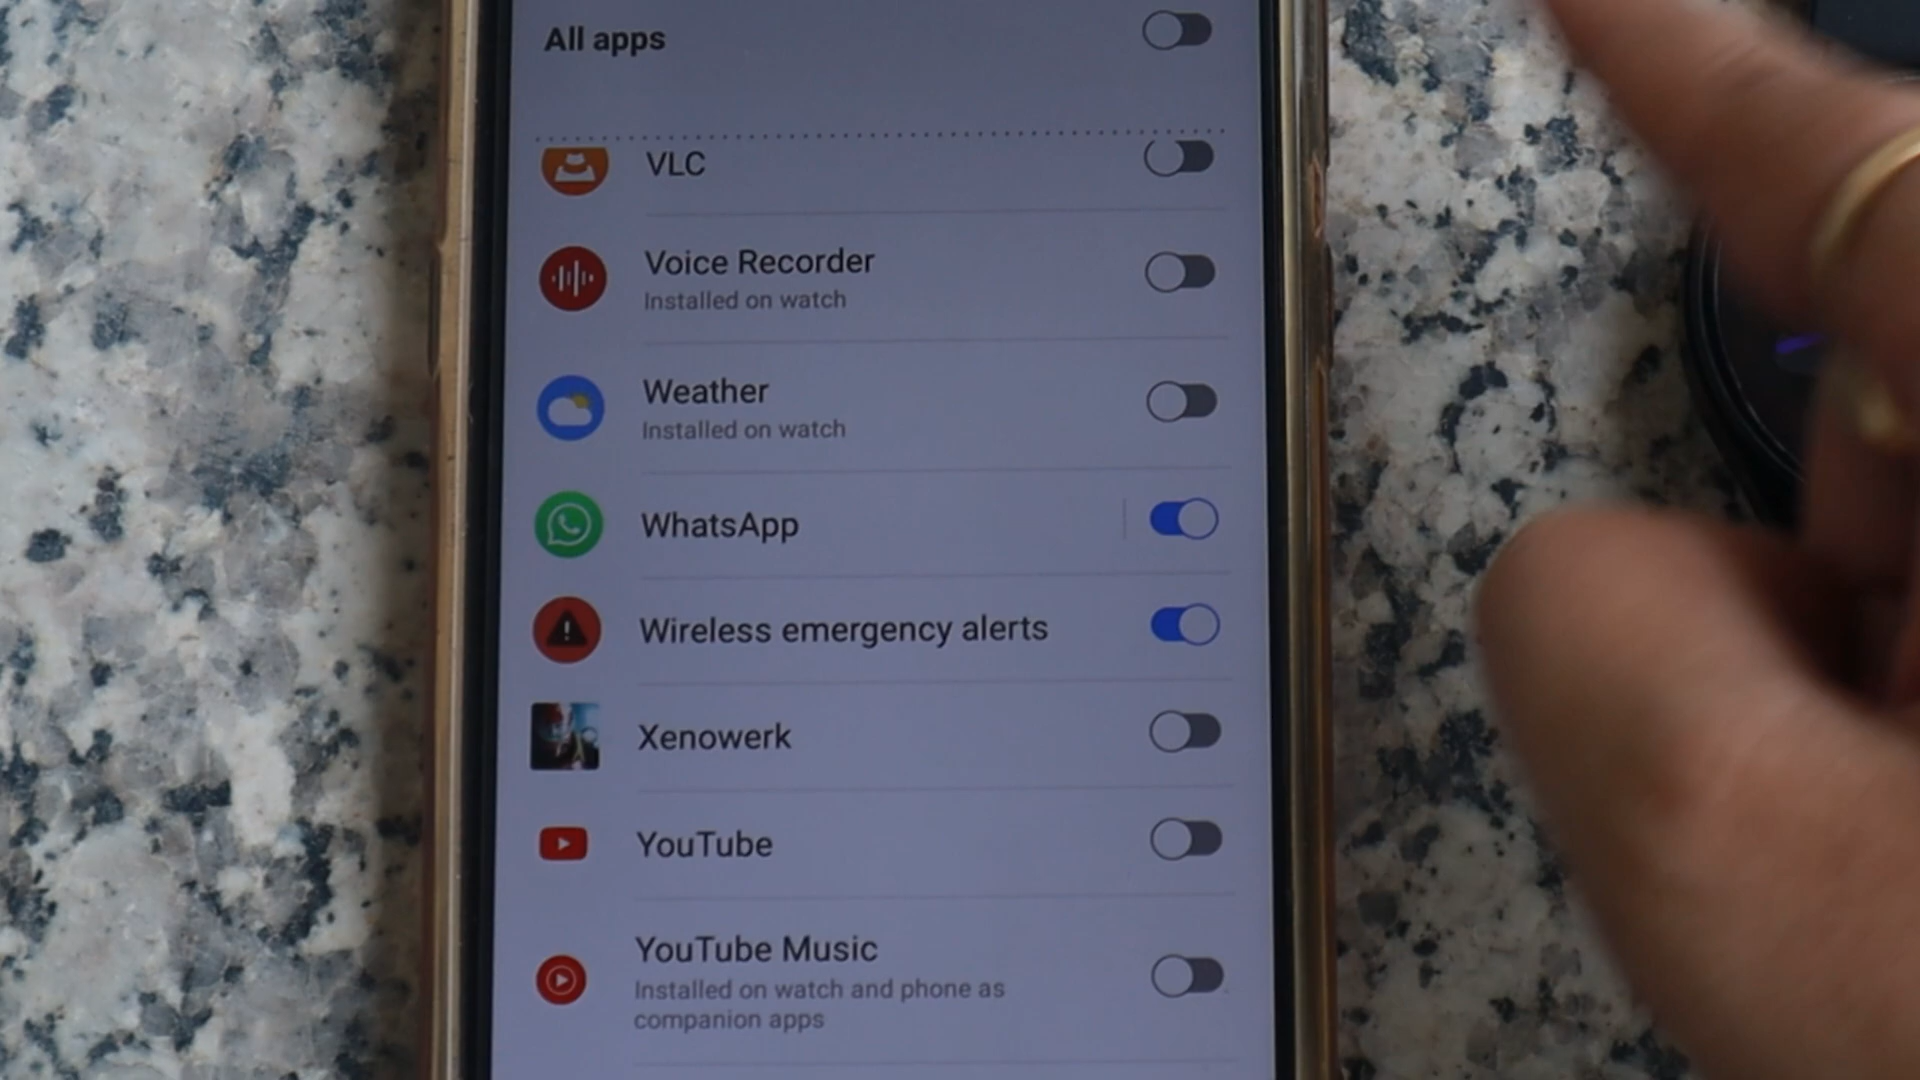 All apps
VLC
Voice Recorder
Installed on watch
Weather
Installed on watch
WhatsApp
Wireless emergency alerts
Xenowerk
YouTube
YouTube Music
Installed on watch and phone as
companion apps